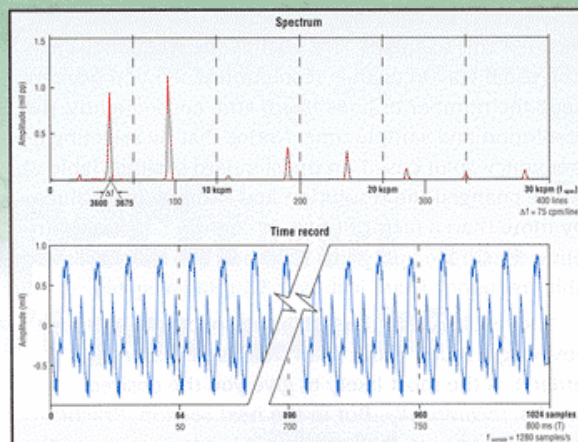 Spectrum
1.5
1.0
0.5
Amplitude (mil pp)
Δf
3600 3675
0
10 kcpm
20 kcpm
30 kcpm
100
200
300
400
400 lines
Δf = 75 cpm/line
Time record
1.0
0.5
0
-0.5
Amplitude (mil)
0
64
896
960
1024 samples
50
700
750
800 ms (T)
= 1280 samples/s